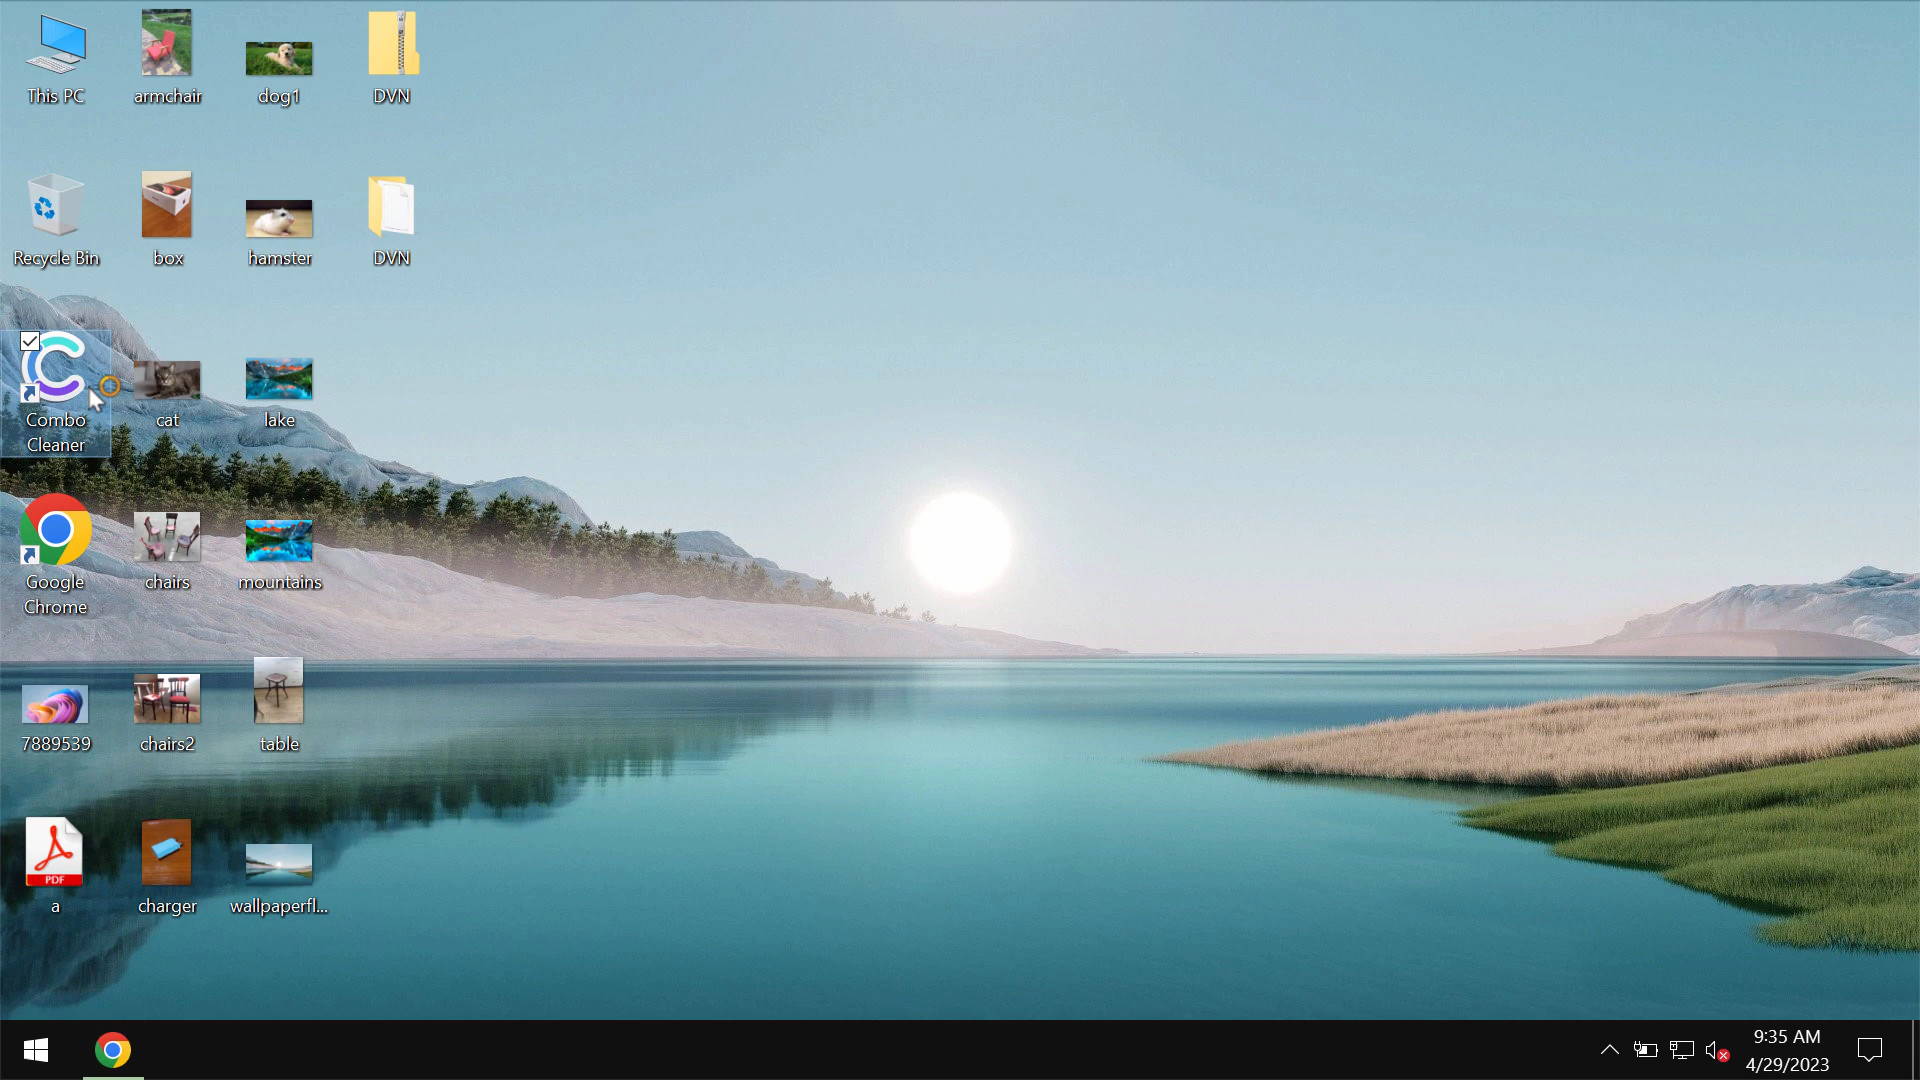 This PC
armchair
dog1
DVN
Recycle Bin
box
hamster
DVN
Combo
Cleaner
cat
lake
Google
Chrome
chairs
mountains
7889539
chairs2
table
PDF
a
charger
wallpaperfl...
9:35 AM
4/29/2023